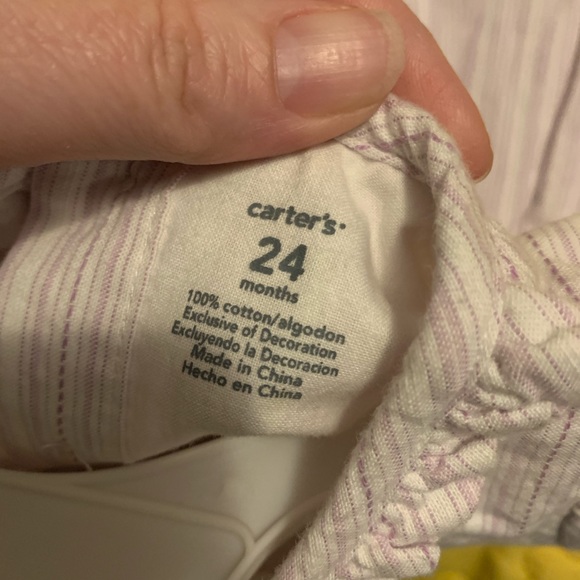 carter's
24
months
100% cotton/algodon
Exclusive of Decoration
Excluyendo la Decoracion
Made in China
Hecho en China